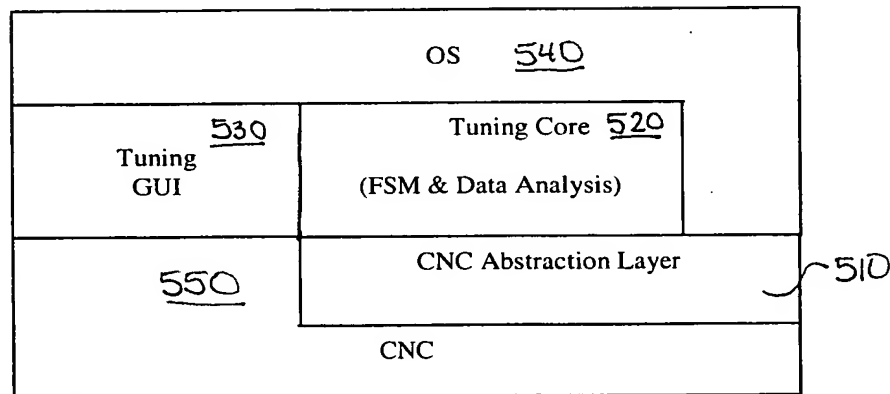 OS 540
530
Tuning
GUI
Tuning Core 520
(FSM & Data Analysis)
550
CNC Abstraction Layer
510
CNC